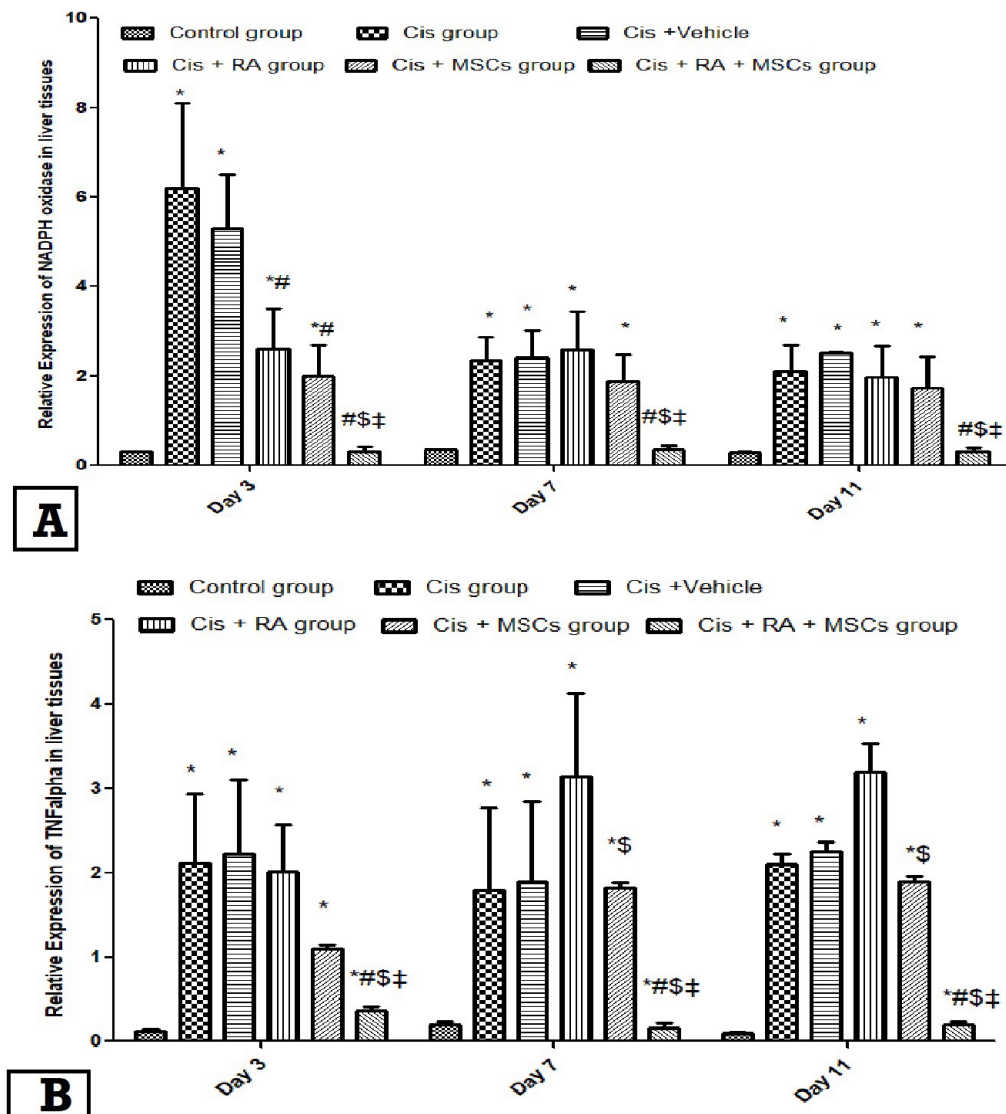 10
Control group Cis group Cis +Vehicle
Cis + RA group Cis + MSCs group Cis + RA + MSCs group
Relative Expression of NADPH oxidase in liver tissues
8
6
4
2
0
* * *# *# #$‡
* * * * #$‡
* * * * #$‡
Day 3 Day 7 Day 11
A
Control group Cis group Cis +Vehicle
Cis + RA group Cis + MSCs group Cis + RA + MSCs group
Relative Expression of TNFalpha in liver tissues
5
4
3
2
1
0
* * * * *#$‡
* * * *$ *#$‡
* * * *$ *#$‡
Day 3 Day 7 Day 11
B